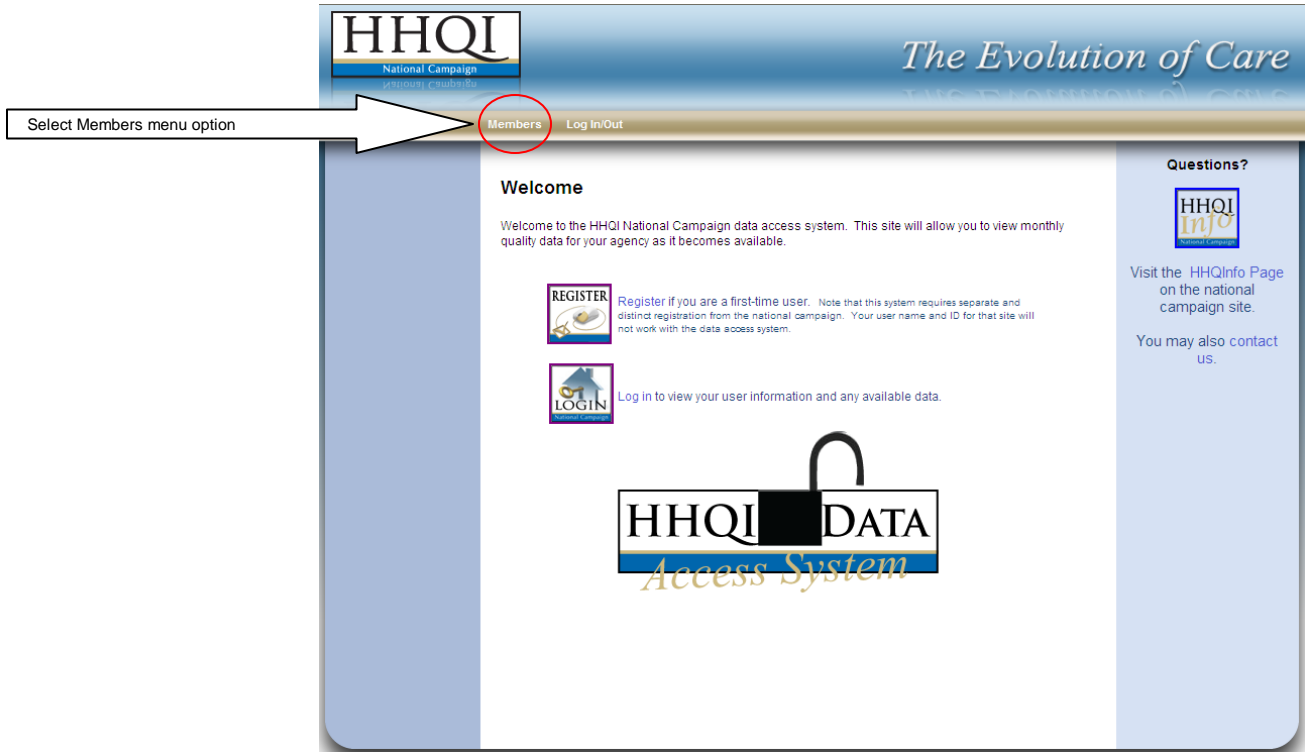 HHQI
National Campaign
The Evolution of Care
Select Members menu option
Members Log In/Out
Welcome
Welcome to the HHQI National Campaign data access system. This site will allow you to view monthly
quality data for your agency as it becomes available.
REGISTER
Register if you are a first-time user. Note that this system requires separate and
distinct registration from the national campaign. Your user name and ID for that site will
not work with the data access system.
LOGIN
National Campaign
Log in to view your user information and any available data.
HHQI DATA
Access System
Questions?
HHQI
Info
National Campaign
Visit the HHQInfo Page
on the national
campaign site.
You may also contact
us.